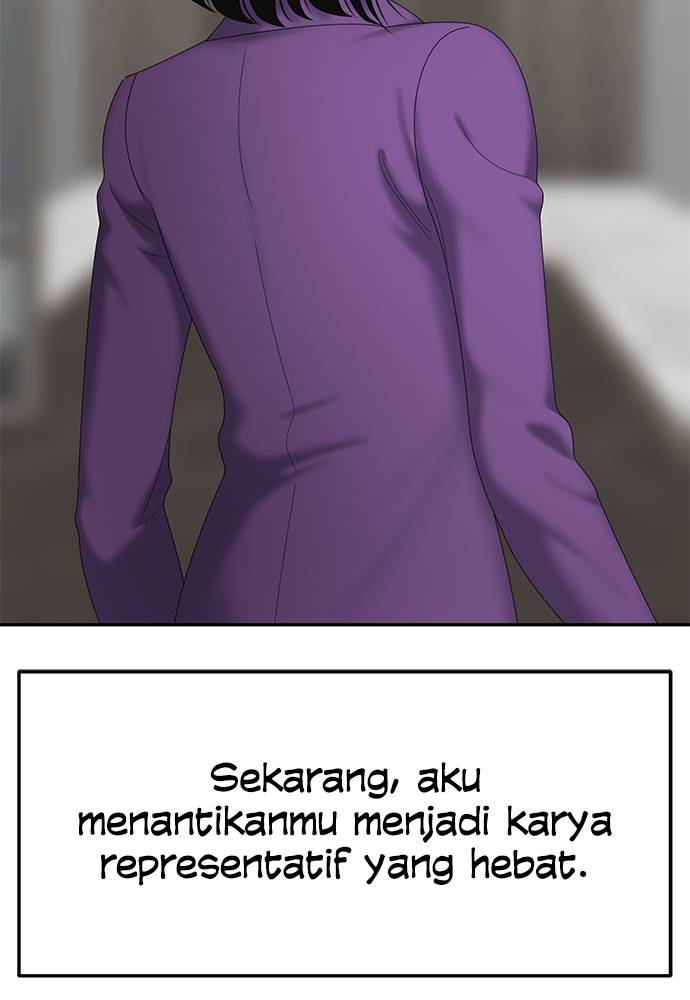 Sekarang, aku
menantikanmu menjadi karya
representatif yang hebat.